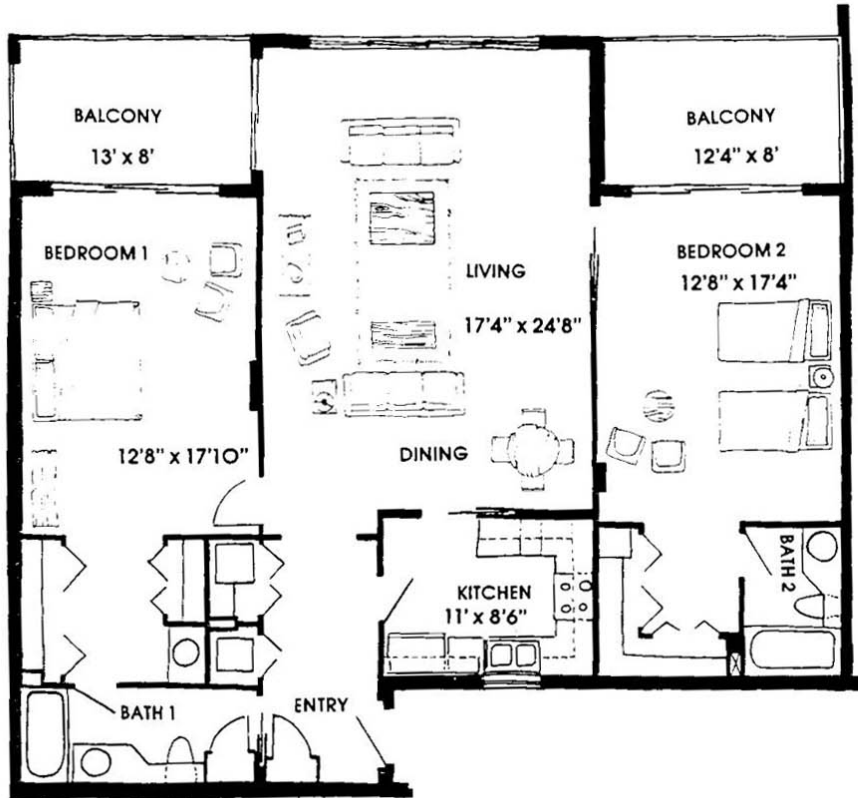 BALCONY
13' x 8'
BALCONY
12'4" x 8'
BEDROOM 1
12'8" x 17'10"
LIVING
17'4" x 24'8"
DINING
BEDROOM 2
12'8" x 17'4"
KITCHEN
11' x 8'6"
BATH 2
BATH 1
ENTRY